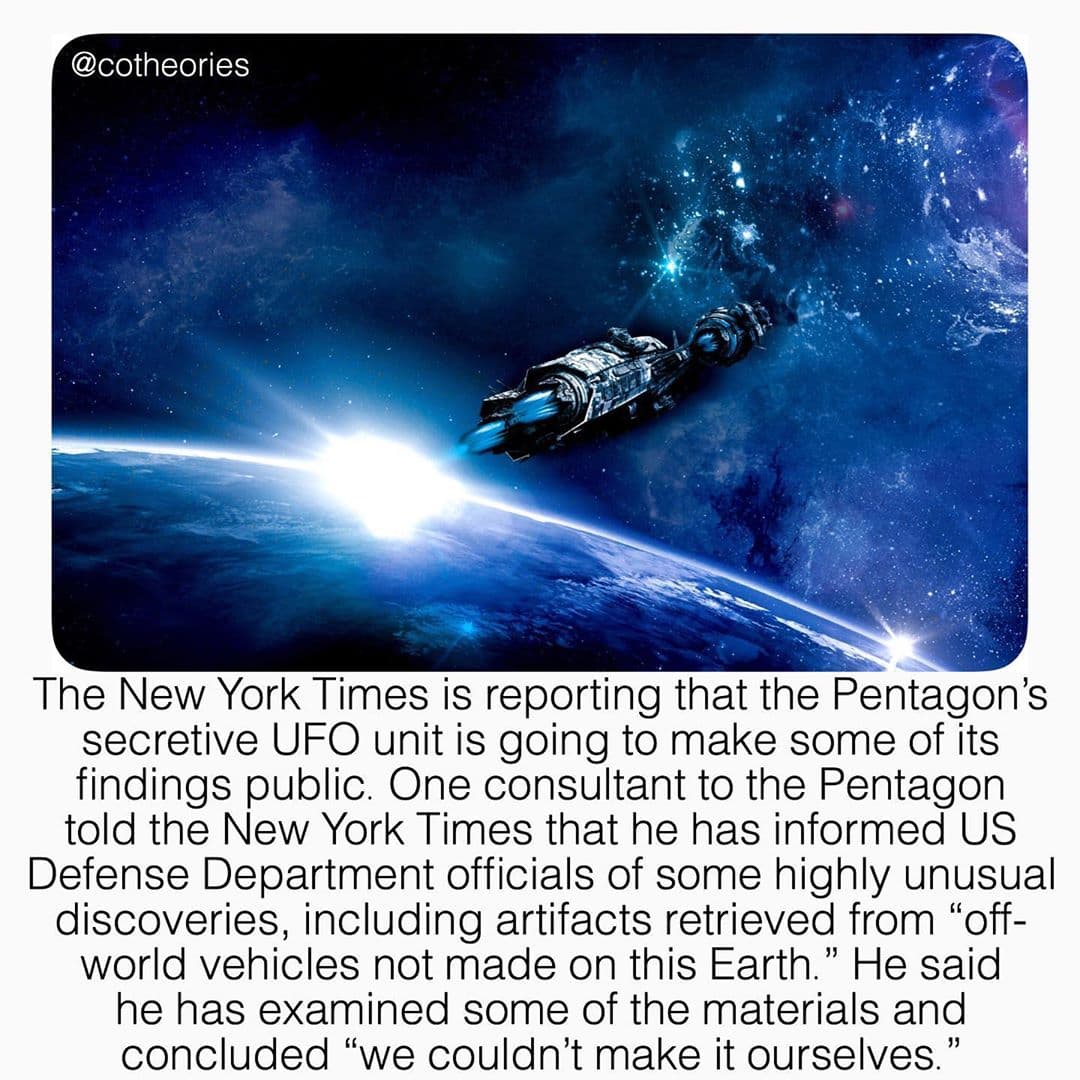 @cotheories
The New York Times is reporting that the Pentagon’s
secretive UFO unit is going to make some of its
findings public. One consultant to the Pentagon
told the New York Times that he has informed US
Defense Department officials of some highly unusual
discoveries, including artifacts retrieved from “off-
world vehicles not made on this Earth.” He said
he has examined some of the materials and
concluded “we couldn’t make it ourselves.”